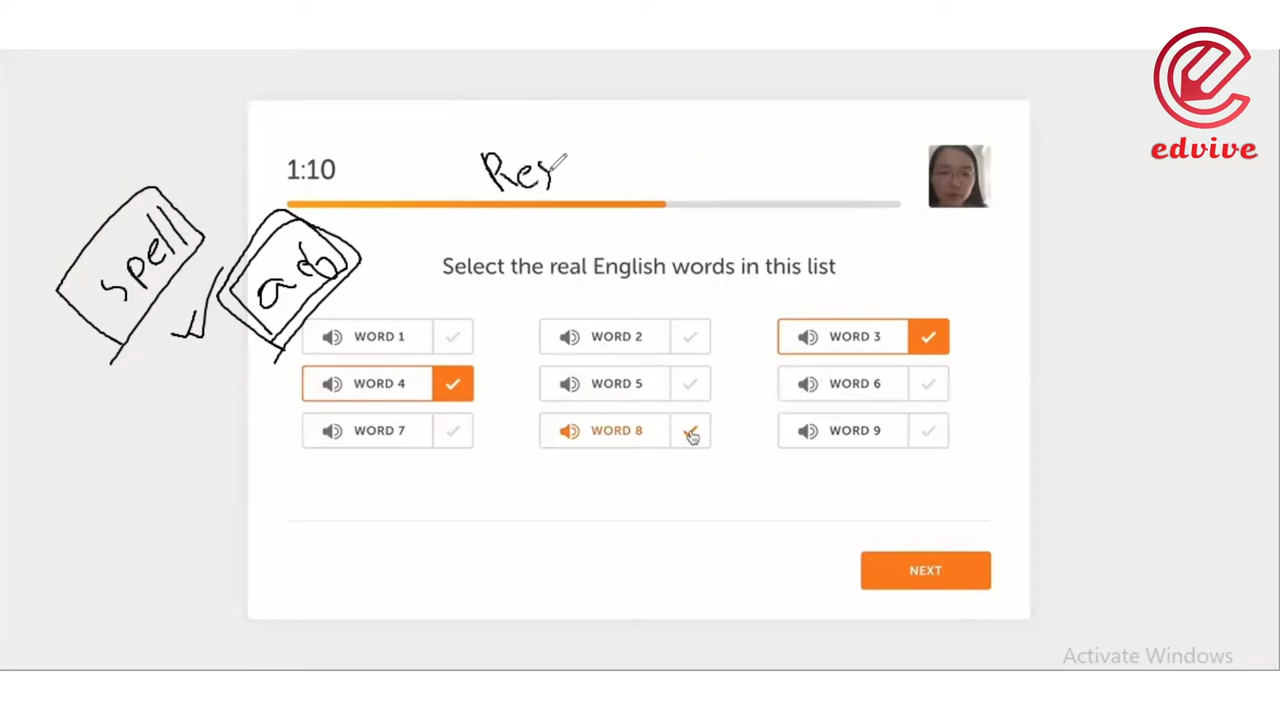 edvive
1:10
Rey
spell
ad
Select the real English words in this list
WORD 1 WORD 2 WORD 3
WORD 4 WORD 5 WORD 6
WORD 7 WORD 8 WORD 9
NEXT
Activate Windows